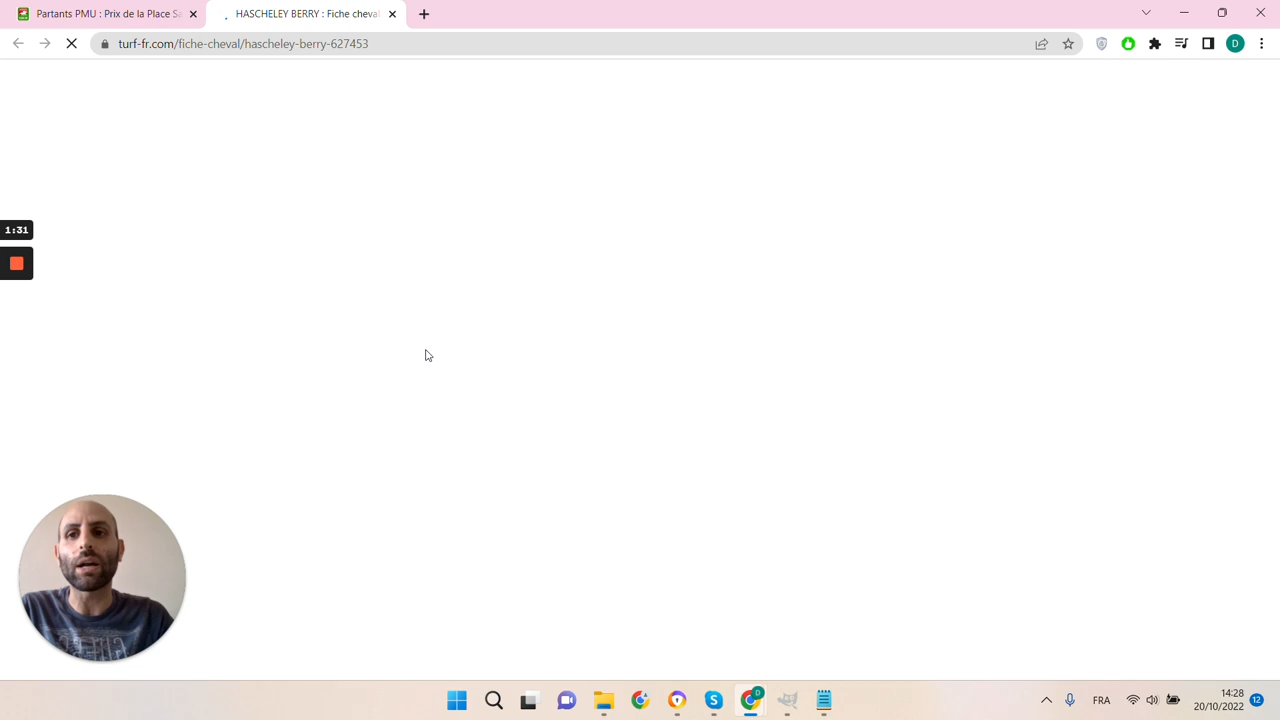 Partants PMU : Prix de la Place Sa
HASCHELEY BERRY : Fiche cheval
turf-fr.com/fiche-cheval/hascheley-berry-627453
D
1:31
D
FRA
14:28
20/10/2022
12